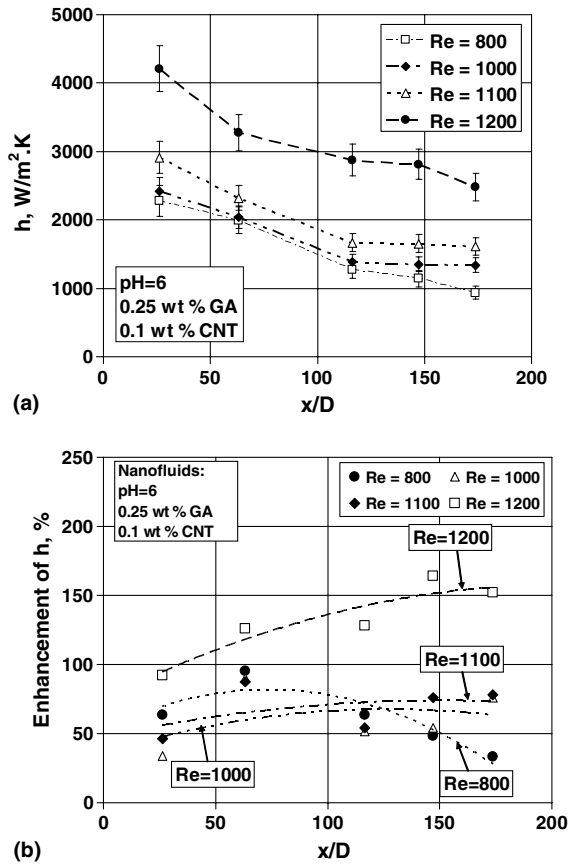 5000
4000
3000
2000
1000
0
h, W/m².K
Re = 800
Re = 1000
Re = 1100
Re = 1200
pH=6
0.25 wt % GA
0.1 wt % CNT
0 50 100 150 200
x/D
(a)
250
200
150
100
50
0
Enhancement of h, %
Nanofluids:
pH=6
0.25 wt % GA
0.1 wt % CNT
Re = 800 Re = 1000
Re = 1100 Re = 1200
Re=1200
Re=1100
Re=1000
Re=800
0 50 100 150 200
x/D
(b)